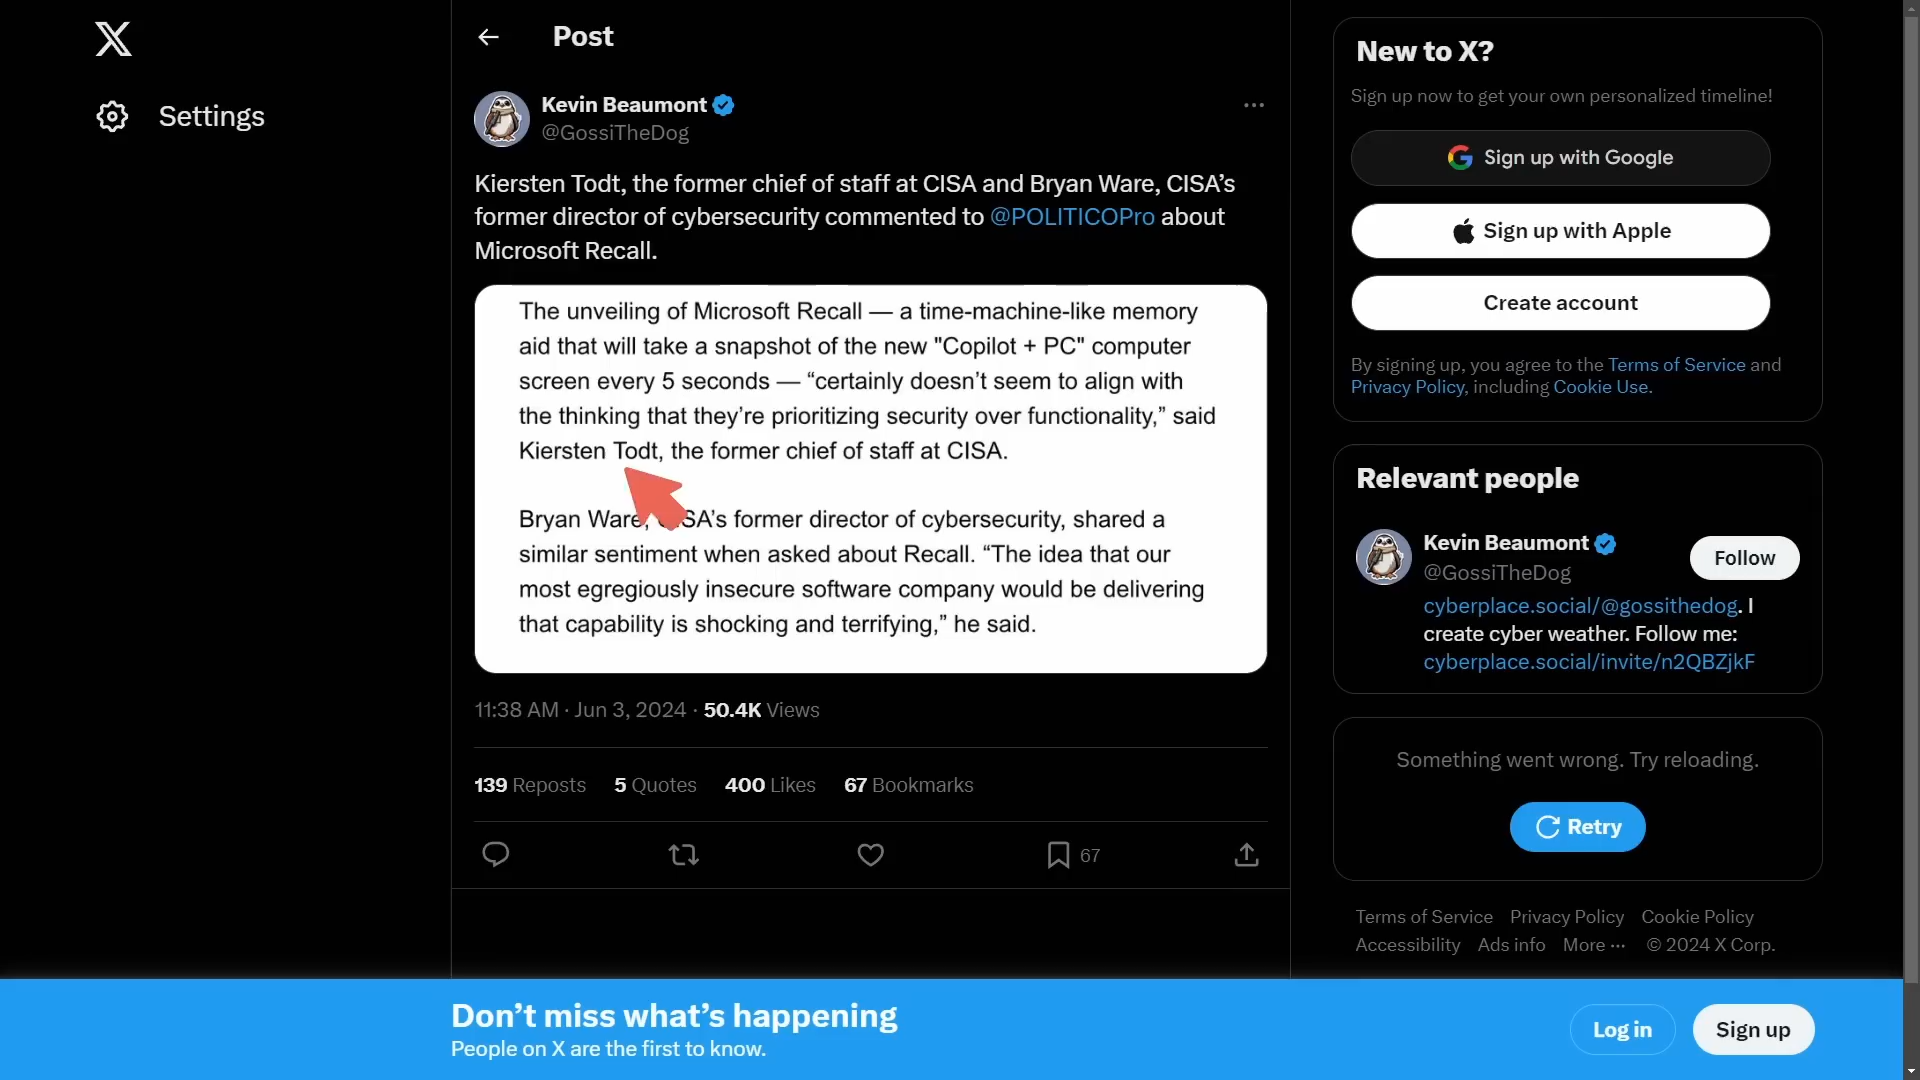 Post
Settings
Kevin Beaumont
@GossiTheDog
Kiersten Todt, the former chief of staff at CISA and Bryan Ware, CISA’s
former director of cybersecurity commented to @POLITICOPro about
Microsoft Recall.
The unveiling of Microsoft Recall — a time-machine-like memory
aid that will take a snapshot of the new "Copilot + PC" computer
screen every 5 seconds — “certainly doesn’t seem to align with
the thinking that they’re prioritizing security over functionality,” said
Kiersten Todt, the former chief of staff at CISA.
Bryan Ware, CISA’s former director of cybersecurity, shared a
similar sentiment when asked about Recall. “The idea that our
most egregiously insecure software company would be delivering
that capability is shocking and terrifying,” he said.
11:38 AM · Jun 3, 2024 · 50.4K Views
139 Reposts 5 Quotes 400 Likes 67 Bookmarks
67
New to X?
Sign up now to get your own personalized timeline!
Sign up with Google
Sign up with Apple
Create account
By signing up, you agree to the Terms of Service and
Privacy Policy, including Cookie Use.
Relevant people
Kevin Beaumont
@GossiTheDog
Follow
cyberplace.social/@gossithedog. I
create cyber weather. Follow me:
cyberplace.social/invite/n2QBZjkF
Something went wrong. Try reloading.
Retry
Terms of Service Privacy Policy Cookie Policy
Accessibility Ads info More ··· © 2024 X Corp.
Don’t miss what’s happening
People on X are the first to know.
Log in
Sign up